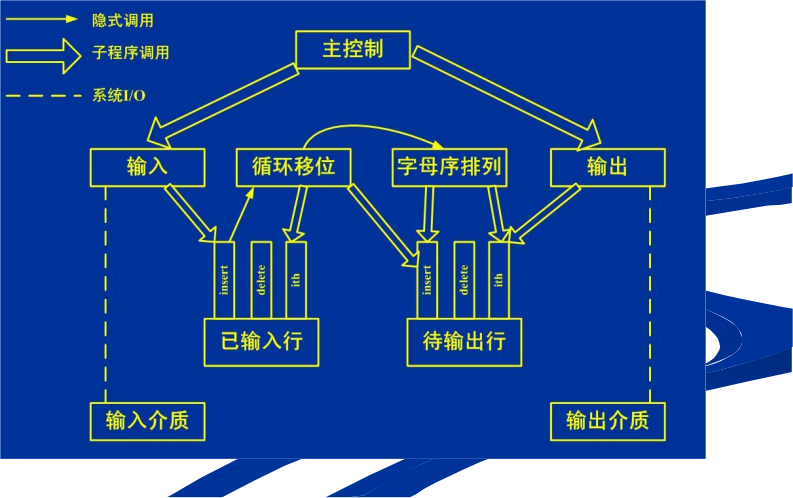 隐式调用
子程序调用
系统I/O
主控制
输入
循环移位
字母序排列
输出
insert
delete
ith
insert
delete
ith
已输入行
待输出行
输入介质
输出介质